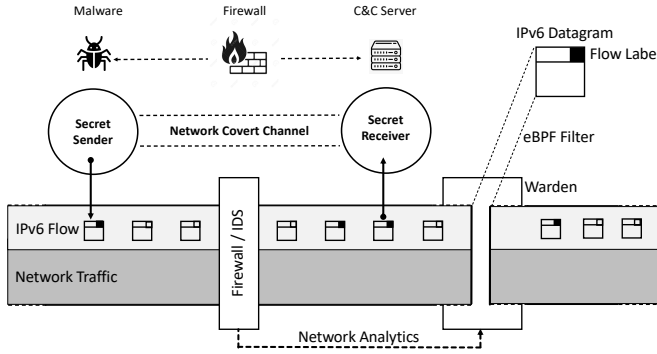 Malware
Firewall
C&C Server
IPv6 Datagram
Flow Labe
Secret
Sender
Network Covert Channel
Secret
Receiver
eBPF Filter
Warden
IPv6 Flow
Firewall / IDS
Network Traffic
Network Analytics